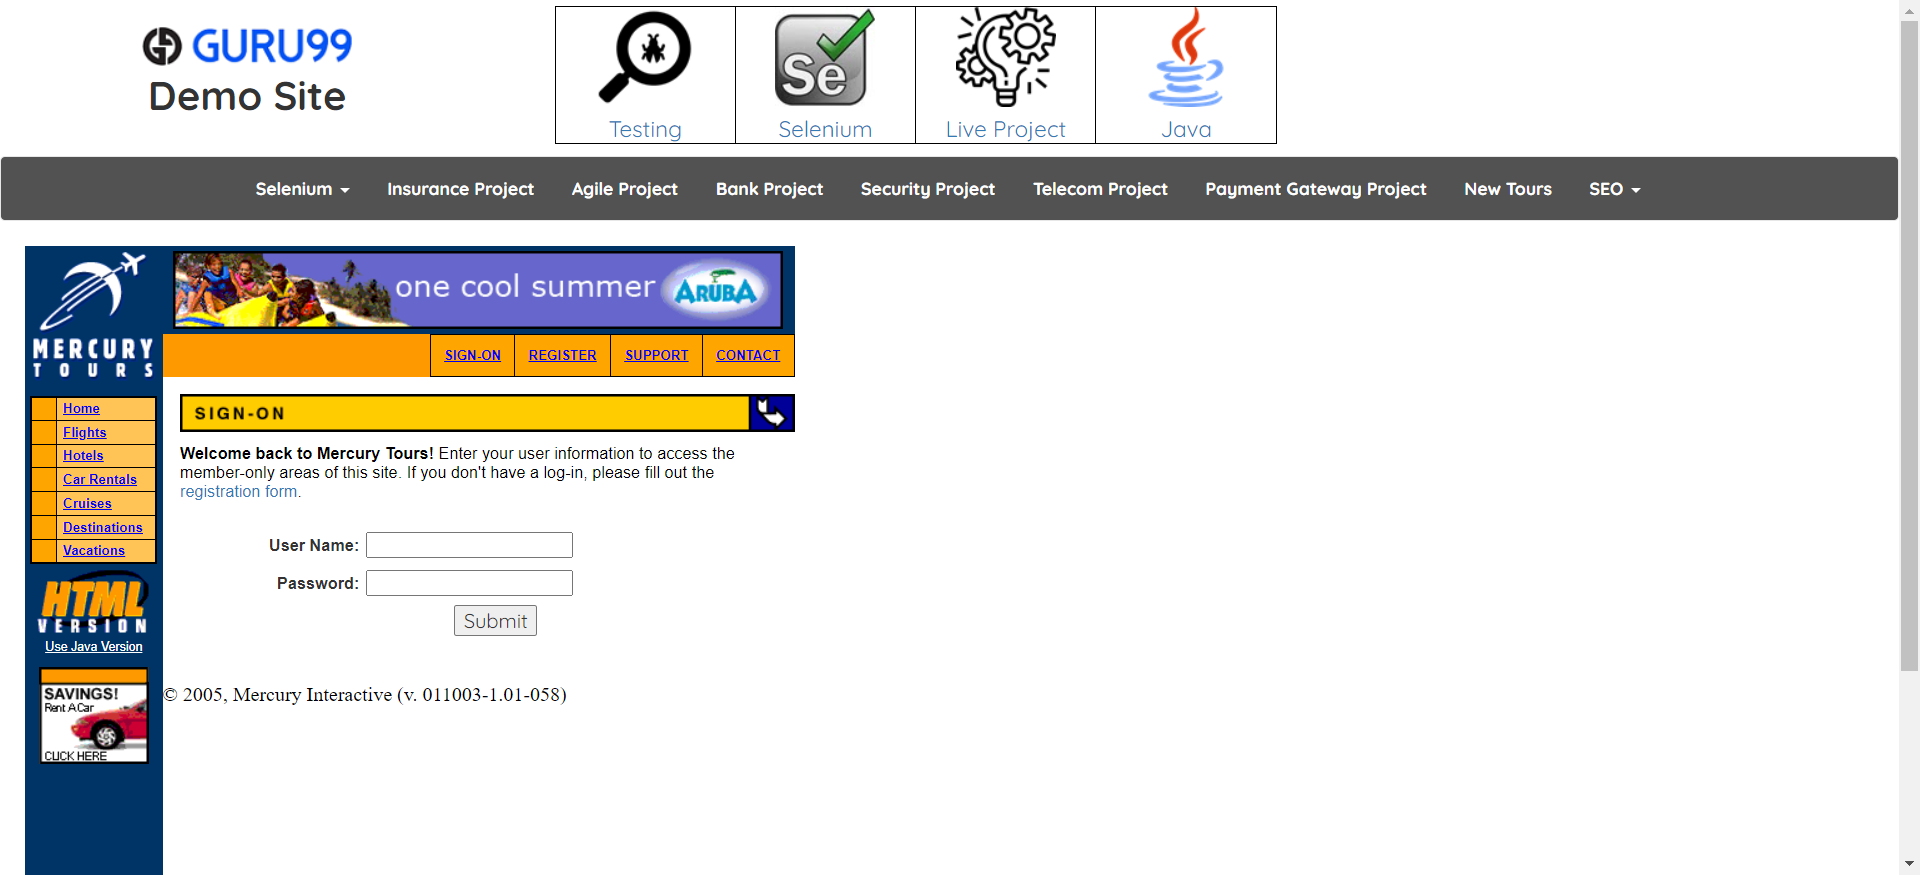 GURU99
Demo Site
Testing
Selenium
Live Project
Java
Selenium
Insurance Project
Agile Project
Bank Project
Security Project
Telecom Project
Payment Gateway Project
New Tours
SEO
MERCURY
TOURS
one cool summer
ARUBA
SIGN-ON
REGISTER
SUPPORT
CONTACT
Home
Flights
Hotels
Car Rentals
Cruises
Destinations
Vacations
HTML
VERSION
Use Java Version
SAVINGS!
Rent A Car
CLICK HERE
SIGN-ON
Welcome back to Mercury Tours! Enter your user information to access the
member-only areas of this site. If you don't have a log-in, please fill out the
registration form.
User Name:
Password:
Submit
© 2005, Mercury Interactive (v. 011003-1.01-058)